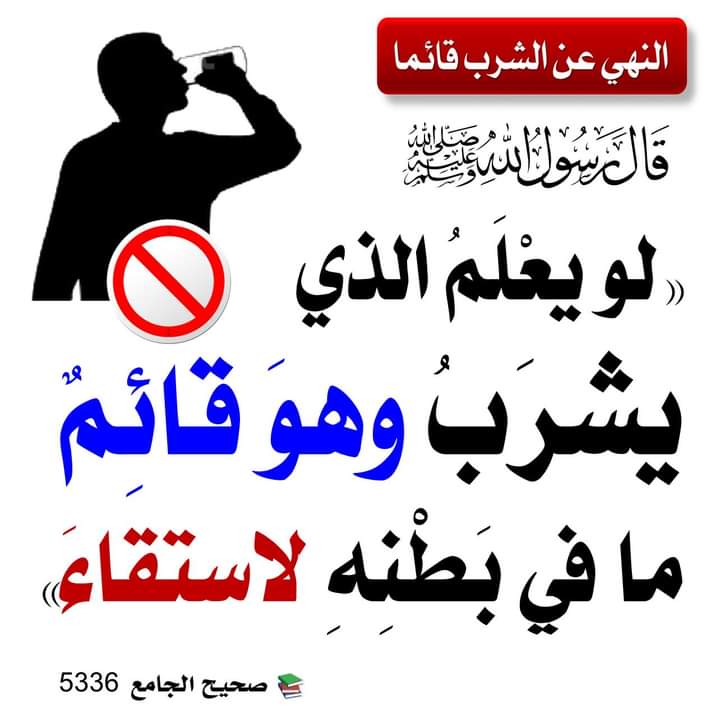 النهي عن الشرب قائما
قَالَ رَسُولُ اللهِ صَلَّى اللهُ عَلَيْهِ وَسَلَّمَ
«لو يعْلَمُ الذي
يشرَبُ وهوَ قائِمٌ
ما في بَطْنِهِ لاستقاءَ»
صحيح الجامع 5336